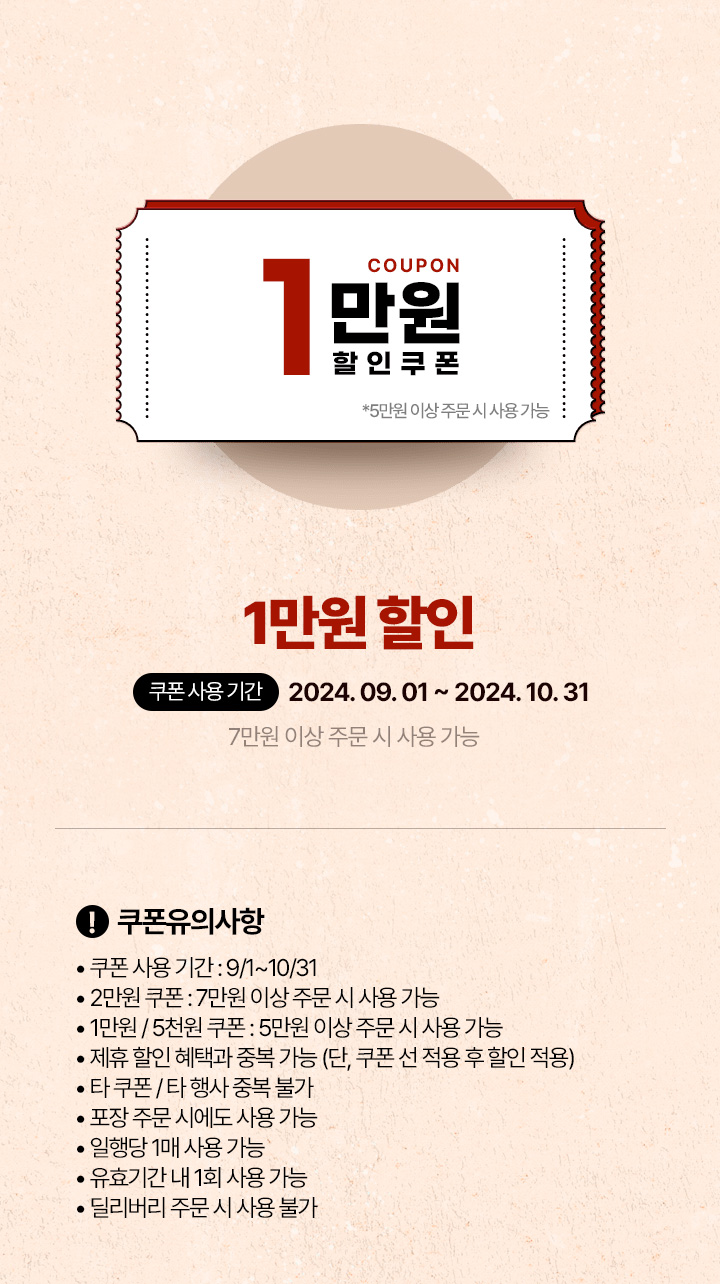 COUPON
1만원
할인쿠폰
*5만원 이상 주문 시 사용 가능
1만원 할인
쿠폰 사용 기간 2024. 09. 01 ~ 2024. 10. 31
7만원 이상 주문 시 사용 가능
! 쿠폰유의사항
• 쿠폰 사용 기간 : 9/1~10/31
• 2만원 쿠폰 : 7만원 이상 주문 시 사용 가능
• 1만원 / 5천원 쿠폰 : 5만원 이상 주문 시 사용 가능
• 제휴 할인 혜택과 중복 가능 (단, 쿠폰 선 적용 후 할인 적용)
• 타 쿠폰 / 타 행사 중복 불가
• 포장 주문 시에도 사용 가능
• 일행당 1매 사용 가능
• 유효기간 내 1회 사용 가능
• 딜리버리 주문 시 사용 불가